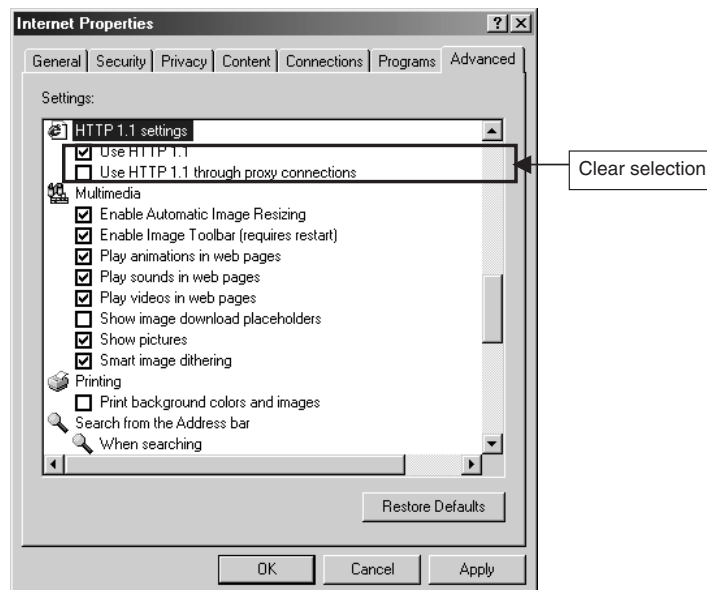 Internet Properties
General Security Privacy Content Connections Programs Advanced
Settings:
HTTP 1.1 settings
Use HTTP 1.1
Use HTTP 1.1 through proxy connections
Clear selection
Multimedia
Enable Automatic Image Resizing
Enable Image Toolbar (requires restart)
Play animations in web pages
Play sounds in web pages
Play videos in web pages
Show image download placeholders
Show pictures
Smart image dithering
Printing
Print background colors and images
Search from the Address bar
When searching
Restore Defaults
OK Cancel Apply